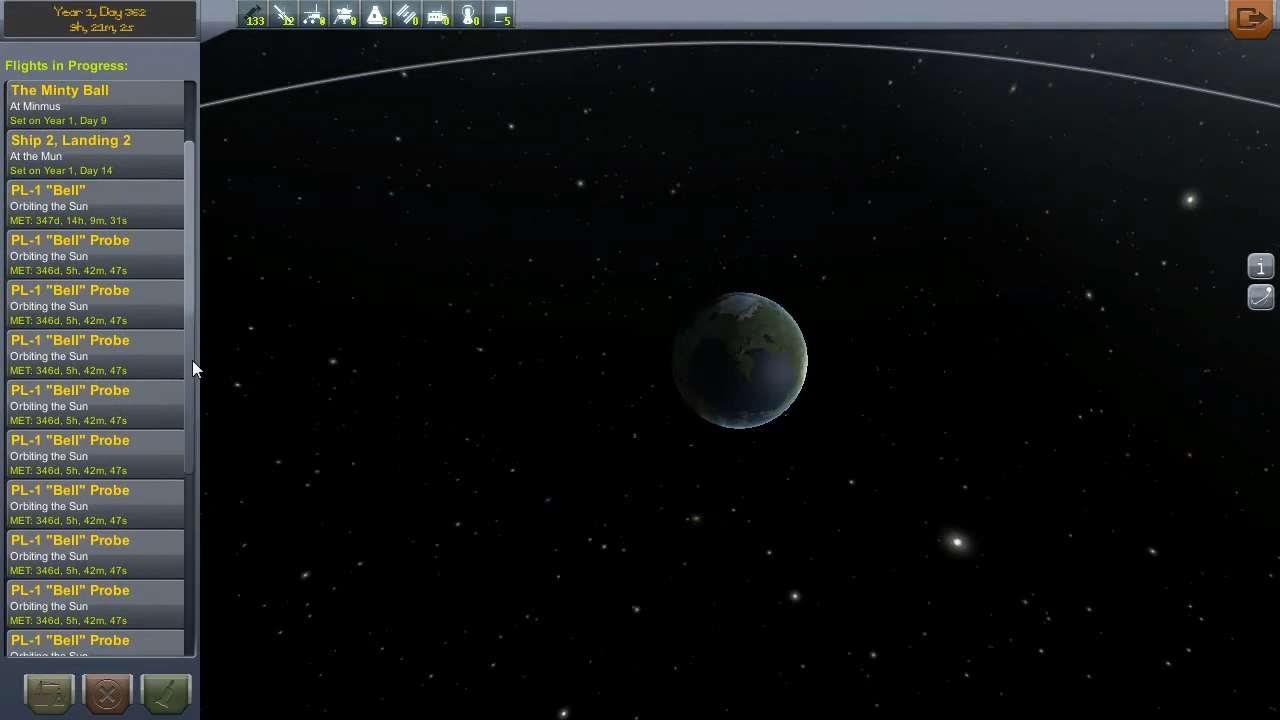 Year 1, Day 362
9h, 21m, 2s
133 12 0 0 3 0 0 0 5
Flights in Progress:
The Minty Ball
At Minmus
Set on Year 1, Day 9
Ship 2, Landing 2
At the Mun
Set on Year 1, Day 14
PL-1 "Bell"
Orbiting the Sun
MET: 347d, 14h, 9m, 31s
PL-1 "Bell" Probe
Orbiting the Sun
MET: 346d, 5h, 42m, 47s
PL-1 "Bell" Probe
Orbiting the Sun
MET: 346d, 5h, 42m, 47s
PL-1 "Bell" Probe
Orbiting the Sun
MET: 346d, 5h, 42m, 47s
PL-1 "Bell" Probe
Orbiting the Sun
MET: 346d, 5h, 42m, 47s
PL-1 "Bell" Probe
Orbiting the Sun
MET: 346d, 5h, 42m, 47s
PL-1 "Bell" Probe
Orbiting the Sun
MET: 346d, 5h, 42m, 47s
PL-1 "Bell" Probe
Orbiting the Sun
MET: 346d, 5h, 42m, 47s
PL-1 "Bell" Probe
Orbiting the Sun
MET: 346d, 5h, 42m, 47s
PL-1 "Bell" Probe
Orbiting the Sun